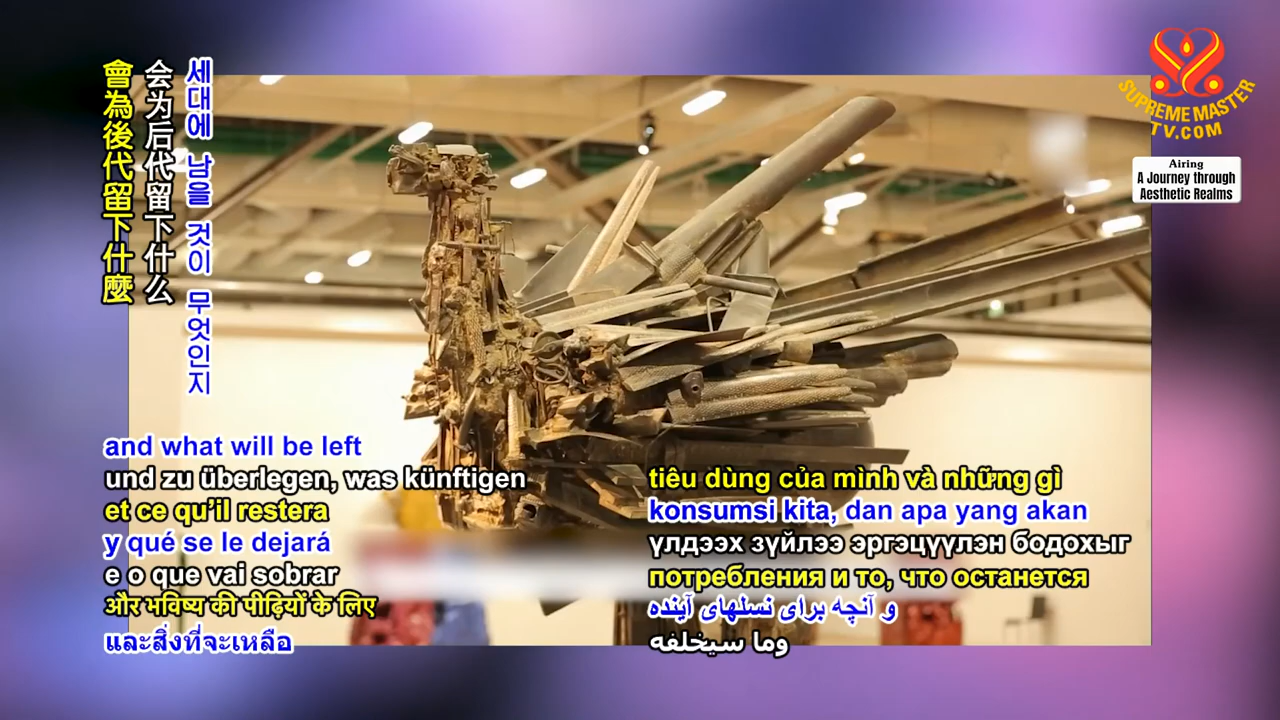 會為後代留下什麼
会为后代留下什么
세대에 남을 것이 무엇인지
SUPREME MASTER
TV.COM
Airing
A Journey through
Aesthetic Realms
and what will be left
und zu überlegen, was künftigen
et ce qu'il restera
y qué se le dejará
e o que vai sobrar
और भविष्य की पीढ़ियों के लिए
และสิ่งที่จะเหลือ
tiêu dùng của mình và những gì
konsumsi kita, dan apa yang akan
үлдээх зүйлээ эргэцүүлэн бодохыг
потребления и то, что останется
و آنچه برای نسلهای آینده
وما سيخلفه